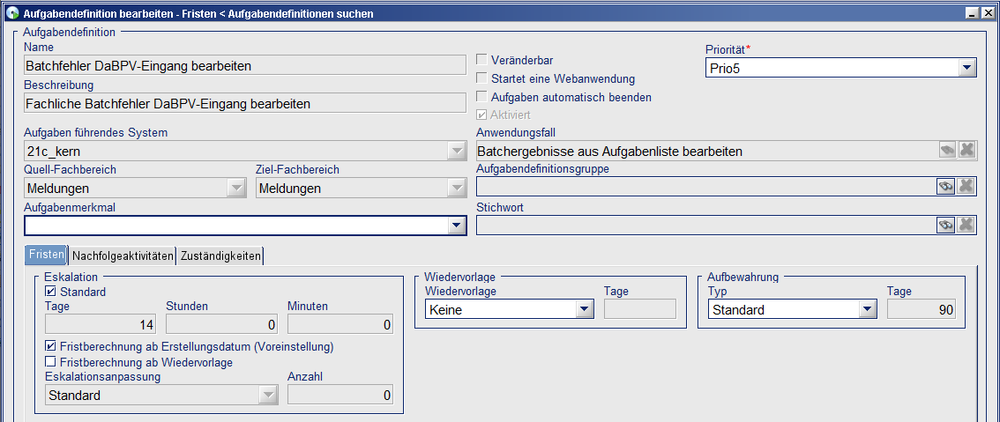 Aufgabendefinition bearbeiten - Fristen < Aufgabendefinitionen suchen
Aufgabendefinition
Name
Batchfehler DaBPV-Eingang bearbeiten
Beschreibung
Fachliche Batchfehler DaBPV-Eingang bearbeiten
Veränderbar
Startet eine Webanwendung
Aufgaben automatisch beenden
Aktiviert
Priorität*
Prio5
Aufgaben führendes System
21c_kern
Anwendungsfall
Batchergebnisse aus Aufgabenliste bearbeiten
Quell-Fachbereich
Meldungen
Ziel-Fachbereich
Meldungen
Aufgabendefinitionsgruppe
Aufgabenmerkmal
Stichwort
Fristen Nachfolgeaktivitäten Zuständigkeiten
Eskalation
Standard
Tage Stunden Minuten
14 0 0
Fristberechnung ab Erstellungsdatum (Voreinstellung)
Fristberechnung ab Wiedervorlage
Eskalationsanpassung Anzahl
Standard 0
Wiedervorlage
Wiedervorlage Tage
Keine
Aufbewahrung
Typ Tage
Standard 90